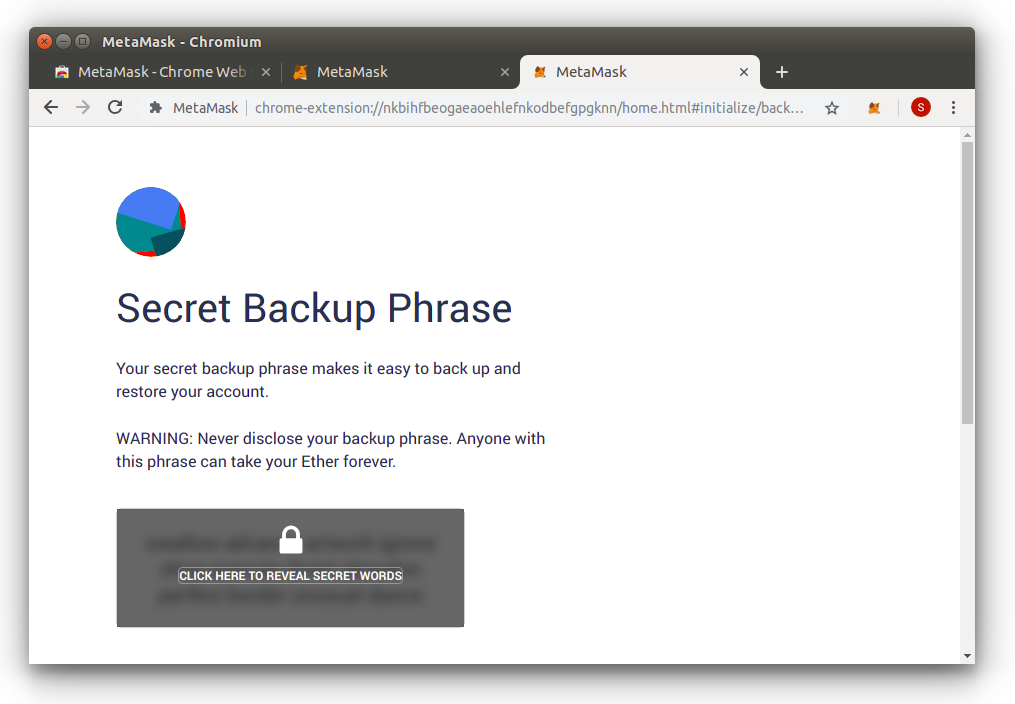 MetaMask - Chromium
MetaMask - Chrome Web
MetaMask
MetaMask
MetaMask
chrome-extension://nkbihfbeogaeaoehlefnkodbefgpgknn/home.html#initialize/back...
S
Secret Backup Phrase
Your secret backup phrase makes it easy to back up and
restore your account.
WARNING: Never disclose your backup phrase. Anyone with
this phrase can take your Ether forever.
CLICK HERE TO REVEAL SECRET WORDS